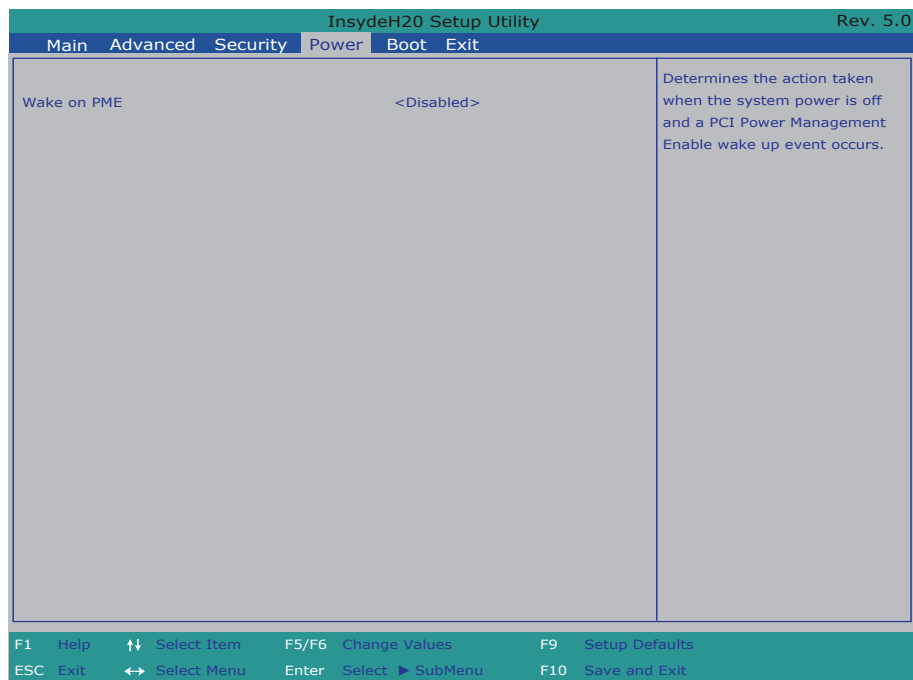 InsydeH20 Setup Utility Rev. 5.0
Main Advanced Security Power Boot Exit
Wake on PME <Disabled>
Determines the action taken
when the system power is off
and a PCI Power Management
Enable wake up event occurs.
F1 Help ↑↓ Select Item F5/F6 Change Values F9 Setup Defaults
ESC Exit ↔ Select Menu Enter Select ▶ SubMenu F10 Save and Exit